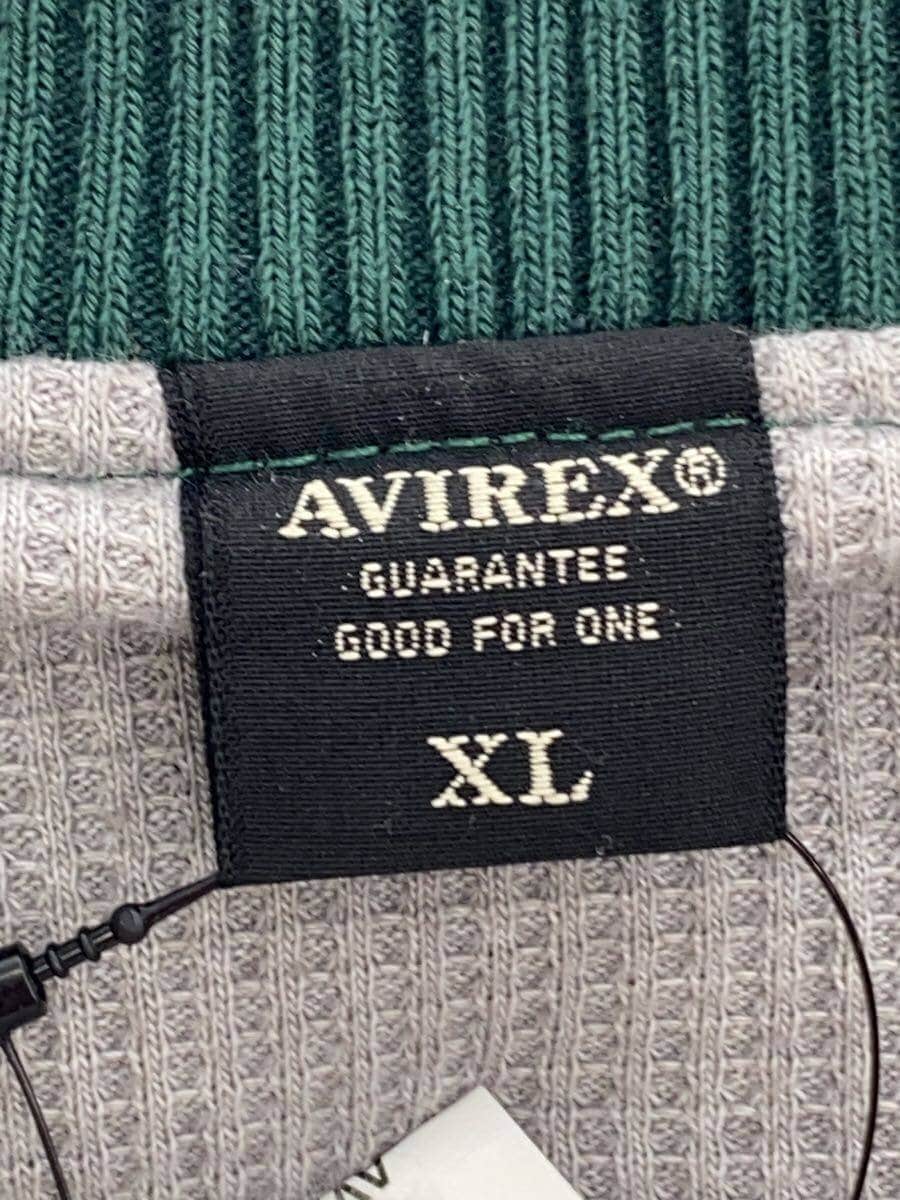 AVIREX®
GUARANTEE
GOOD FOR ONE
XL